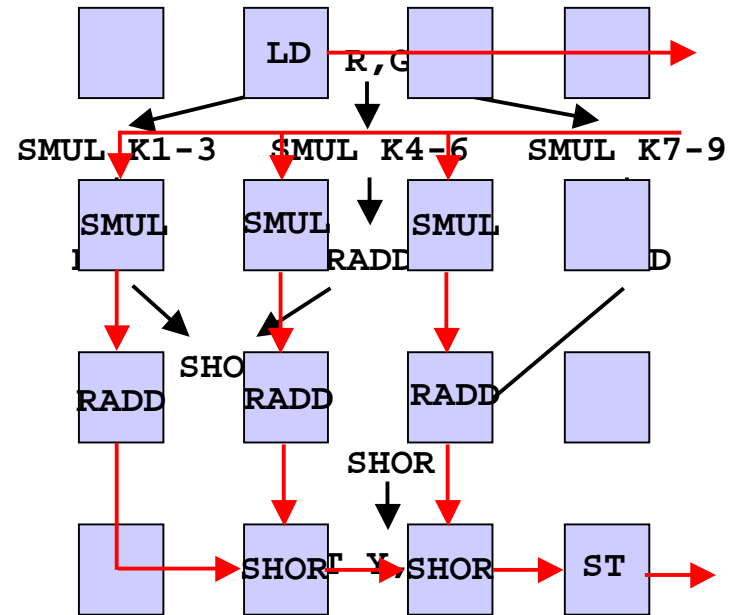 LD R,G
SMUL K1-3 SMUL K4-6 SMUL K7-9
SMUL SMUL SMUL
RADD D
SHO
RADD RADD RADD
SHOR
SHOR T Y, SHOR ST